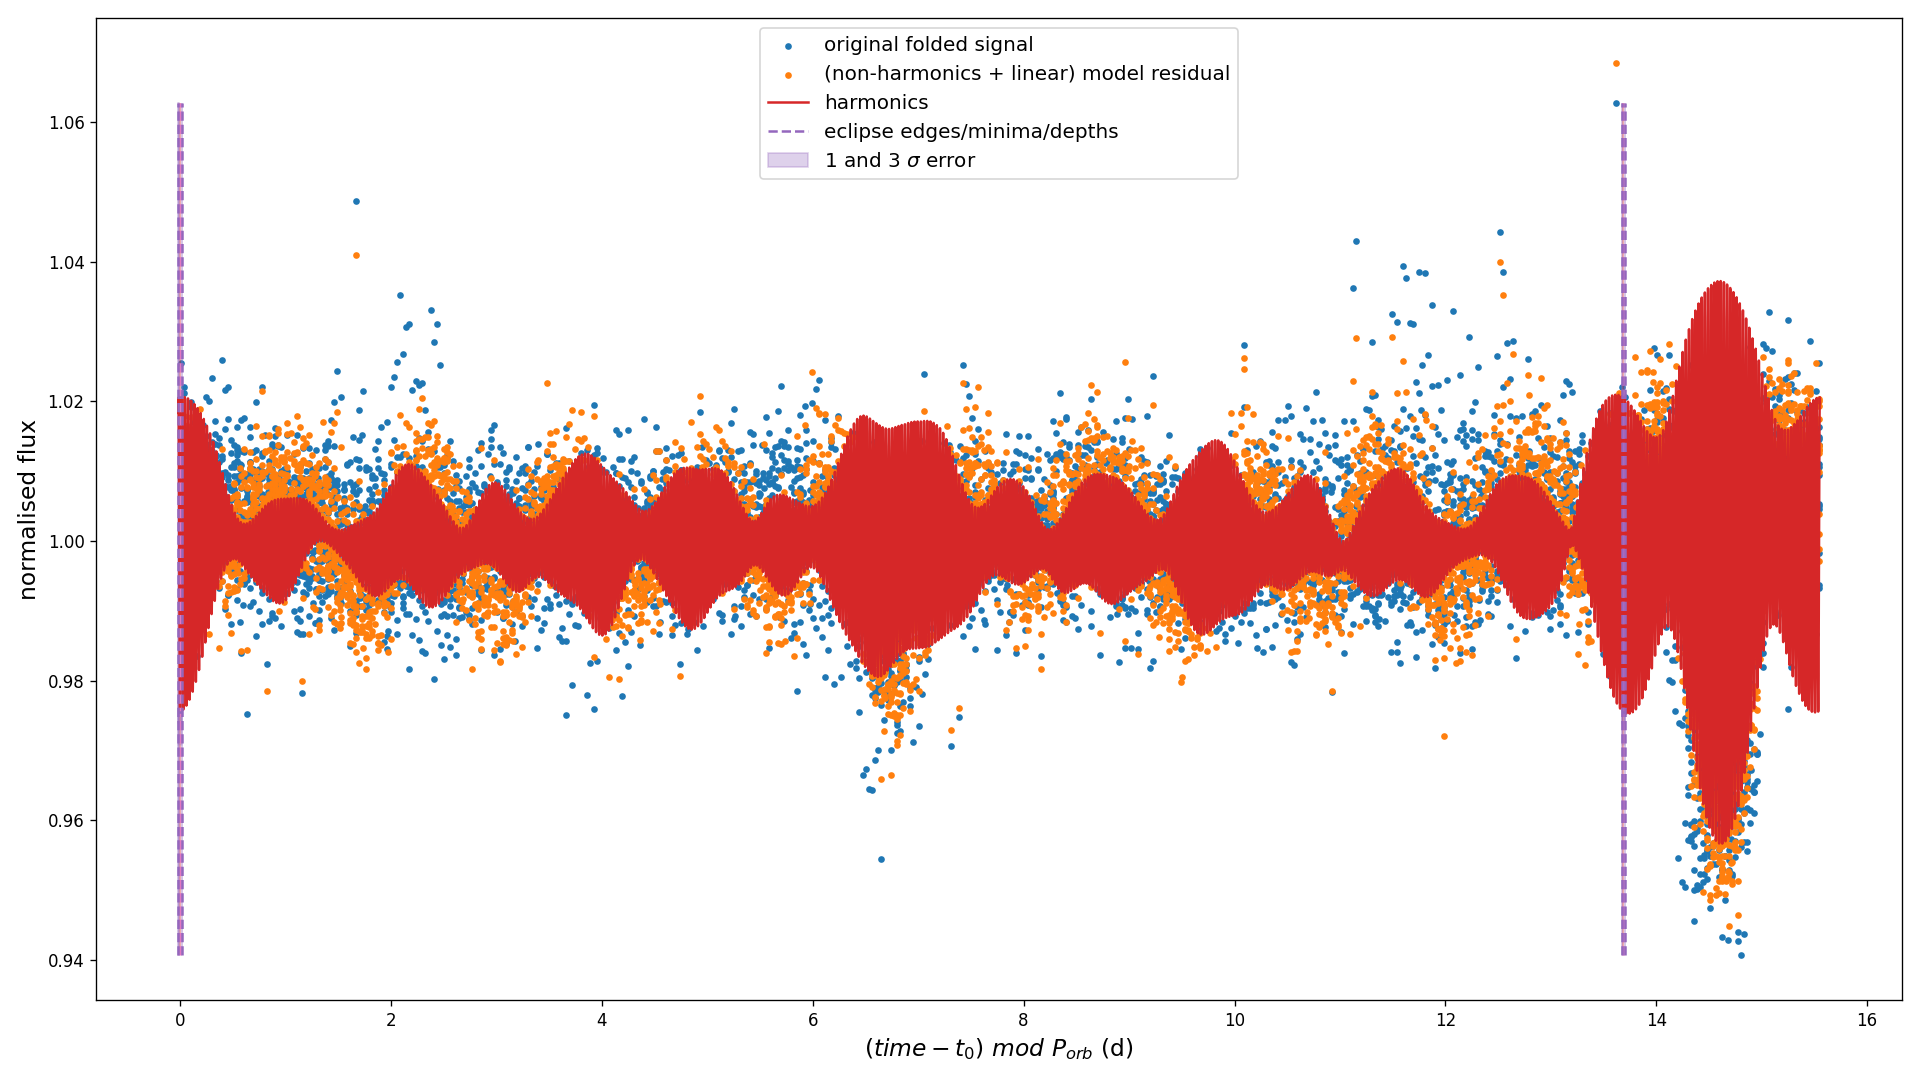 original folded signal
(non-harmonics + linear) model residual
harmonics
eclipse edges/minima/depths
1 and 3 σ error
normalised flux
1.06
1.04
1.02
1.00
0.98
0.96
0.94
0 2 4 6 8 10 12 14 16
(time − t₀) mod Pₒᵣb (d)